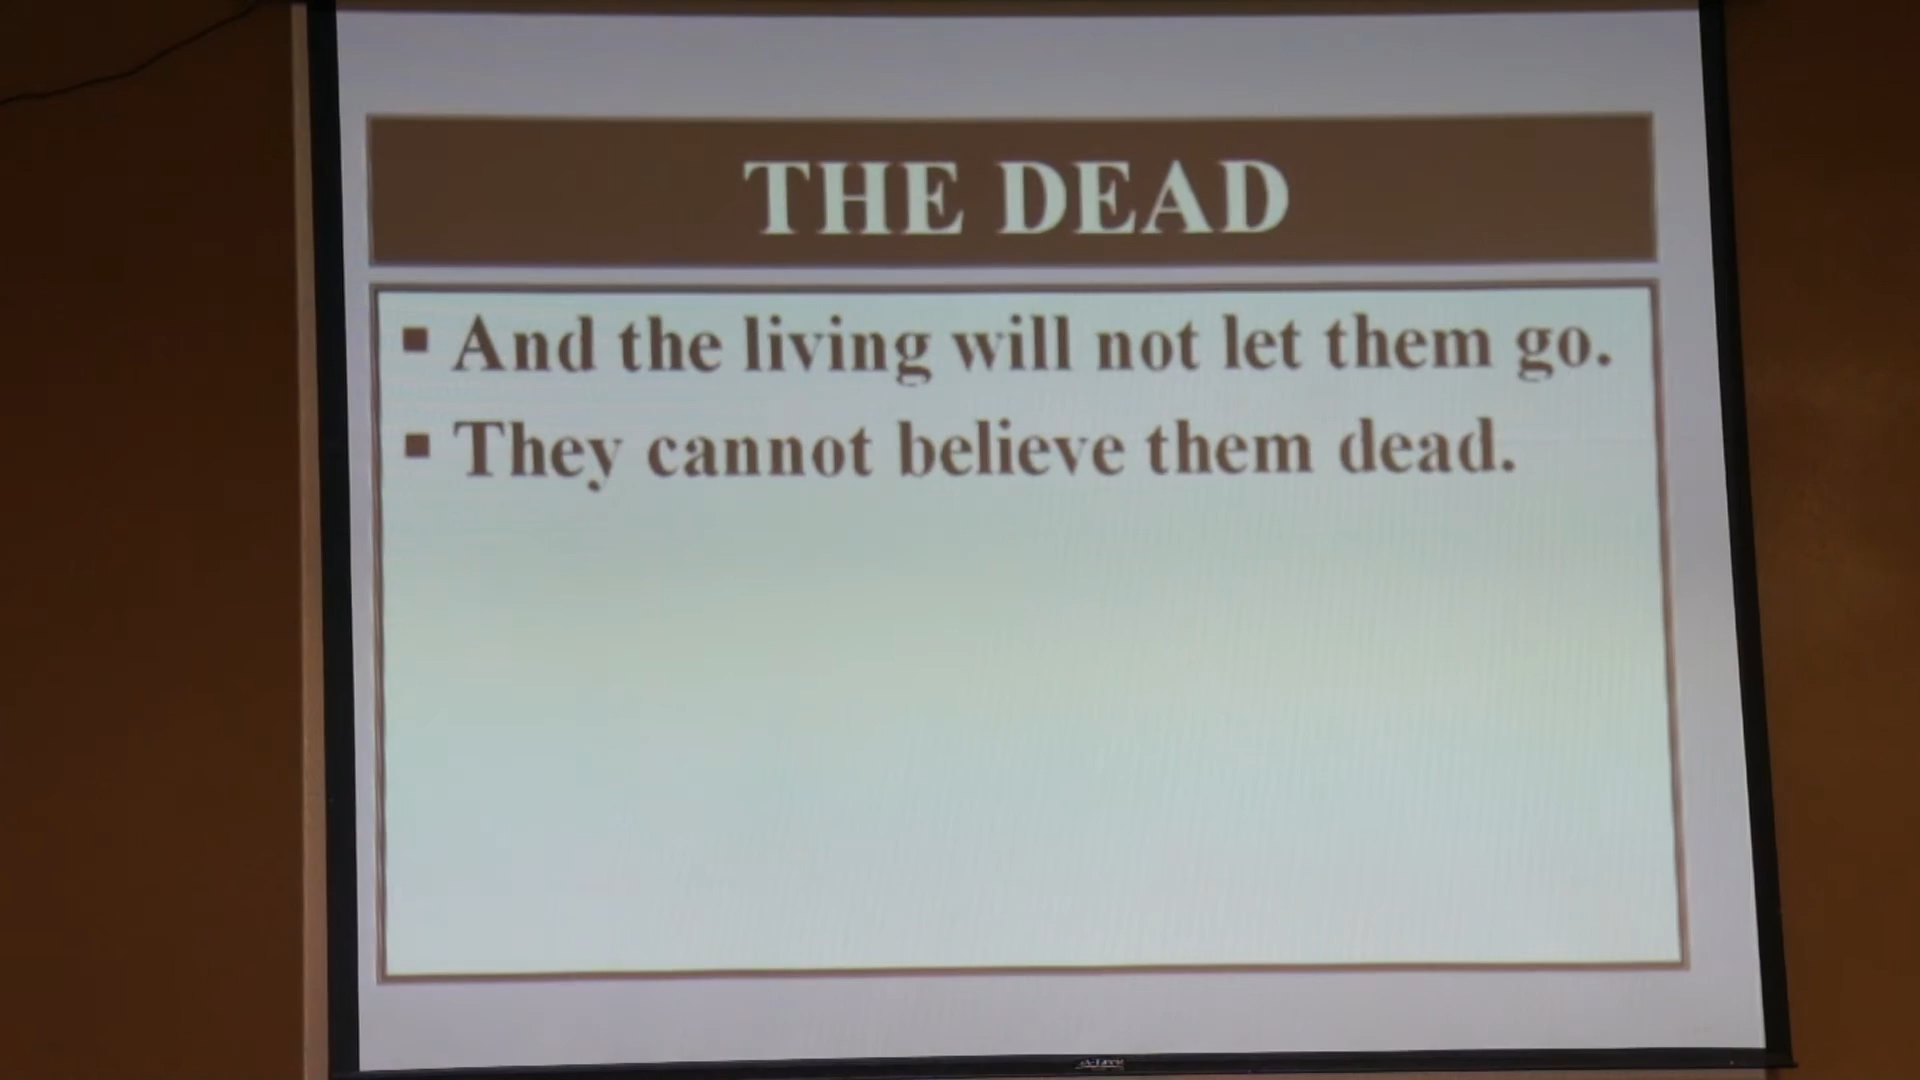 THE DEAD
▪ And the living will not let them go.
▪ They cannot believe them dead.